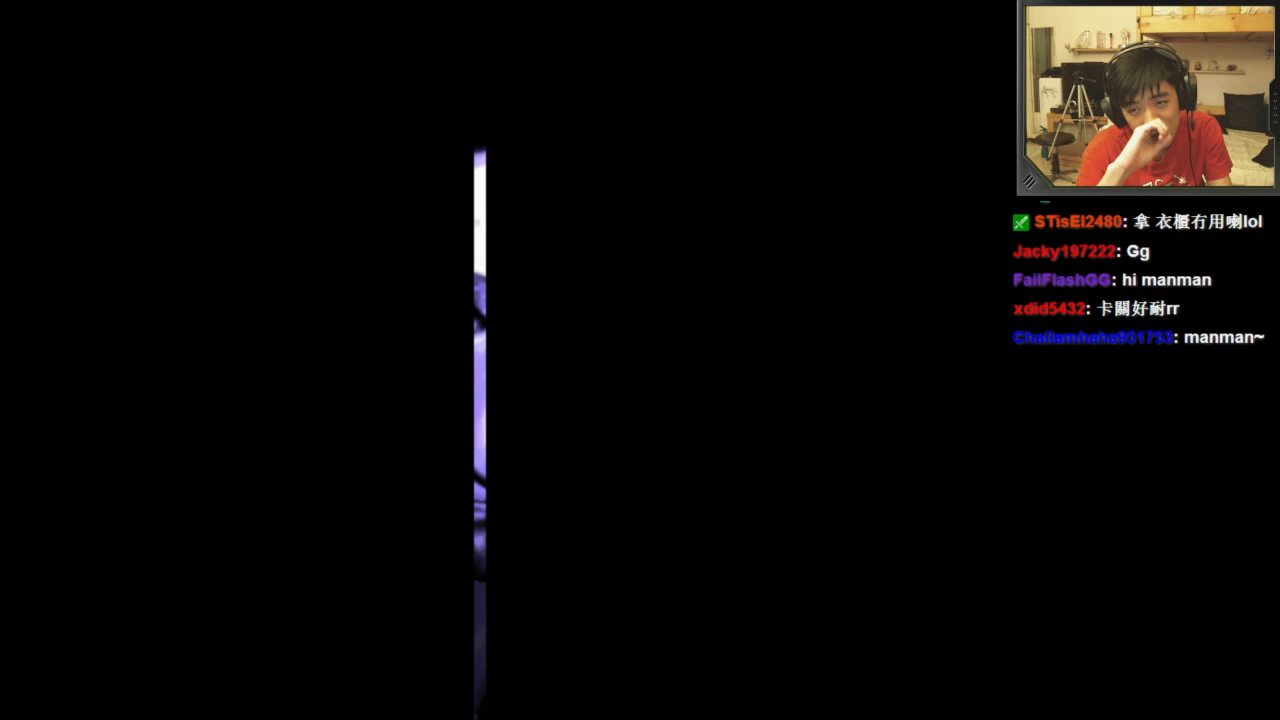 STisEl2480: 拿 衣櫃冇用喇lol
Jacky197222: Gg
FailFlashGG: hi manman
xdid5432: 卡關好耐rr
Chailamhehe951753: manman~